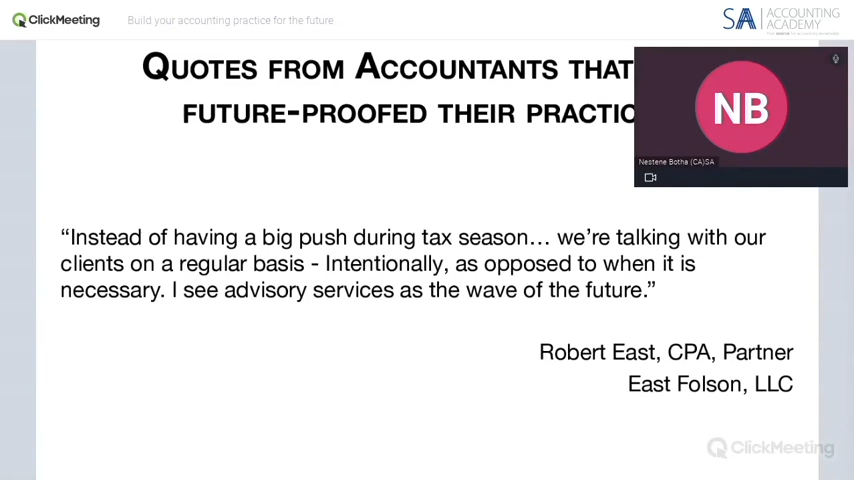 ClickMeeting
Build your accounting practice for the future
SA ACCOUNTING
ACADEMY
QUOTES FROM ACCOUNTANTS THAT
FUTURE-PROOFED THEIR PRACTIC
NB
Nestene Botha (CA)SA
“Instead of having a big push during tax season… we’re talking with our
clients on a regular basis - Intentionally, as opposed to when it is
necessary. I see advisory services as the wave of the future.”
Robert East, CPA, Partner
East Folson, LLC
ClickMeeting